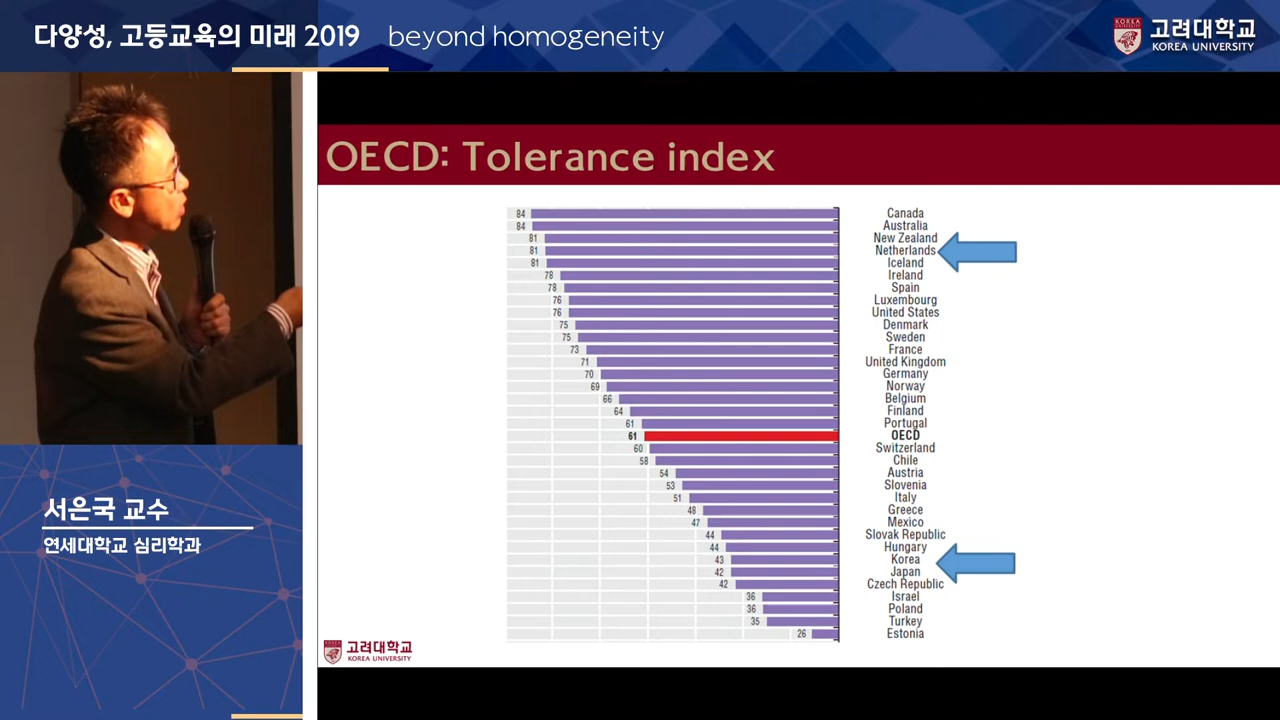 다양성, 고등교육의 미래 2019 beyond homogeneity
KOREA UNIVERSITY
고려대학교
KOREA UNIVERSITY
OECD: Tolerance index
84 Canada
84 Australia
81 New Zealand
81 Netherlands
81 Iceland
78 Ireland
78 Spain
76 Luxembourg
76 United States
75 Denmark
75 Sweden
73 France
71 United Kingdom
70 Germany
69 Norway
66 Belgium
64 Finland
61 Portugal
61 OECD
60 Switzerland
58 Chile
54 Austria
53 Slovenia
51 Italy
48 Greece
47 Mexico
44 Slovak Republic
44 Hungary
43 Korea
42 Japan
42 Czech Republic
36 Israel
36 Poland
35 Turkey
26 Estonia
서은국 교수
연세대학교 심리학과
고려대학교
KOREA UNIVERSITY